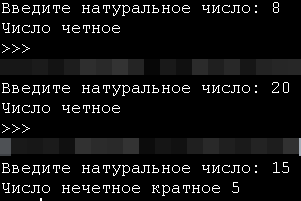 Введите натуральное число: 8
Число четное
>>>
Введите натуральное число: 20
Число четное
>>>
Введите натуральное число: 15
Число нечетное кратное 5